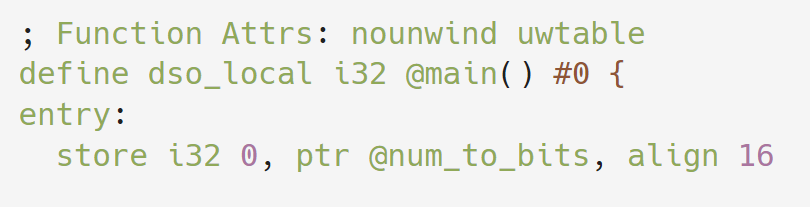 ; Function Attrs: nounwind uwtable
define dso_local i32 @main() #0 {
entry:
  store i32 0, ptr @num_to_bits, align 16